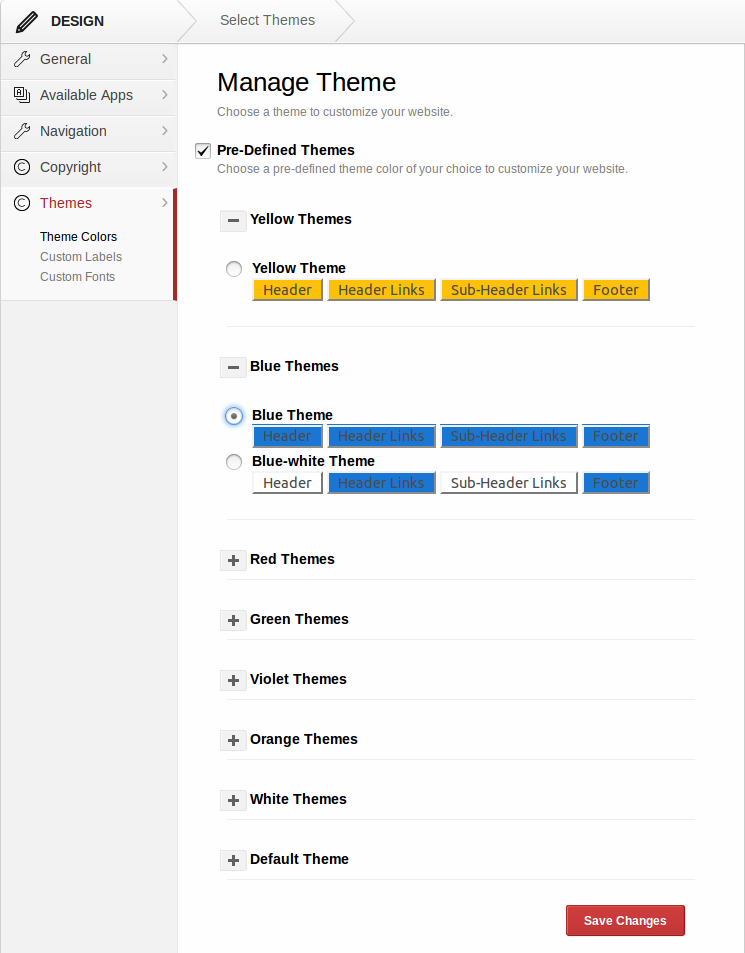 DESIGN
Select Themes
General
Available Apps
Navigation
Copyright
Themes
Theme Colors
Custom Labels
Custom Fonts
Manage Theme
Choose a theme to customize your website.
Pre-Defined Themes
Choose a pre-defined theme color of your choice to customize your website.
Yellow Themes
Yellow Theme
Header Header Links Sub-Header Links Footer
Blue Themes
Blue Theme
Header Header Links Sub-Header Links Footer
Blue-white Theme
Header Header Links Sub-Header Links Footer
Red Themes
Green Themes
Violet Themes
Orange Themes
White Themes
Default Theme
Save Changes